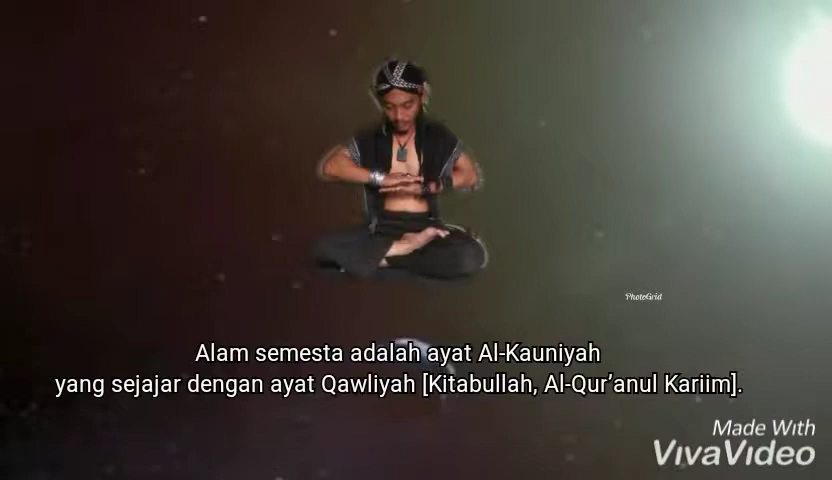 PhotoGrid
Alam semesta adalah ayat Al-Kauniyah
yang sejajar dengan ayat Qawliyah [Kitabullah, Al-Qur’anul Kariim].
Made With
VivaVideo